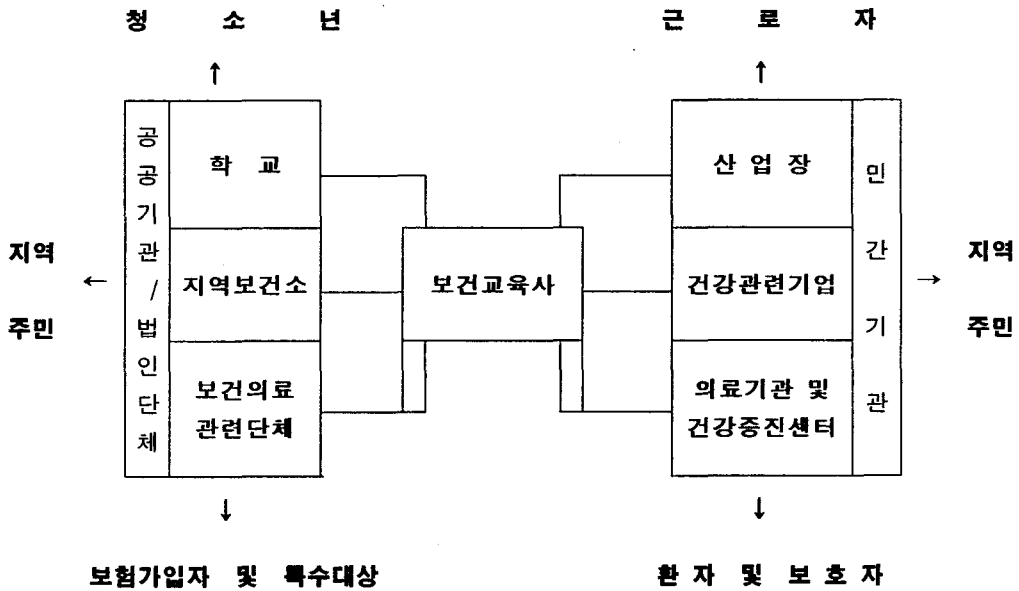 청 소 년
근 로 자
↑
↑
공공기관/법인단체
학 교
산 업 장
민간기관
지역
주민
←
지역보건소
보건교육사
건강관련기업
→
지역
주민
보건의료
관련단체
의료기관 및
건강증진센터
↓
↓
보험가입자 및 특수대상
환 자 및 보 호 자